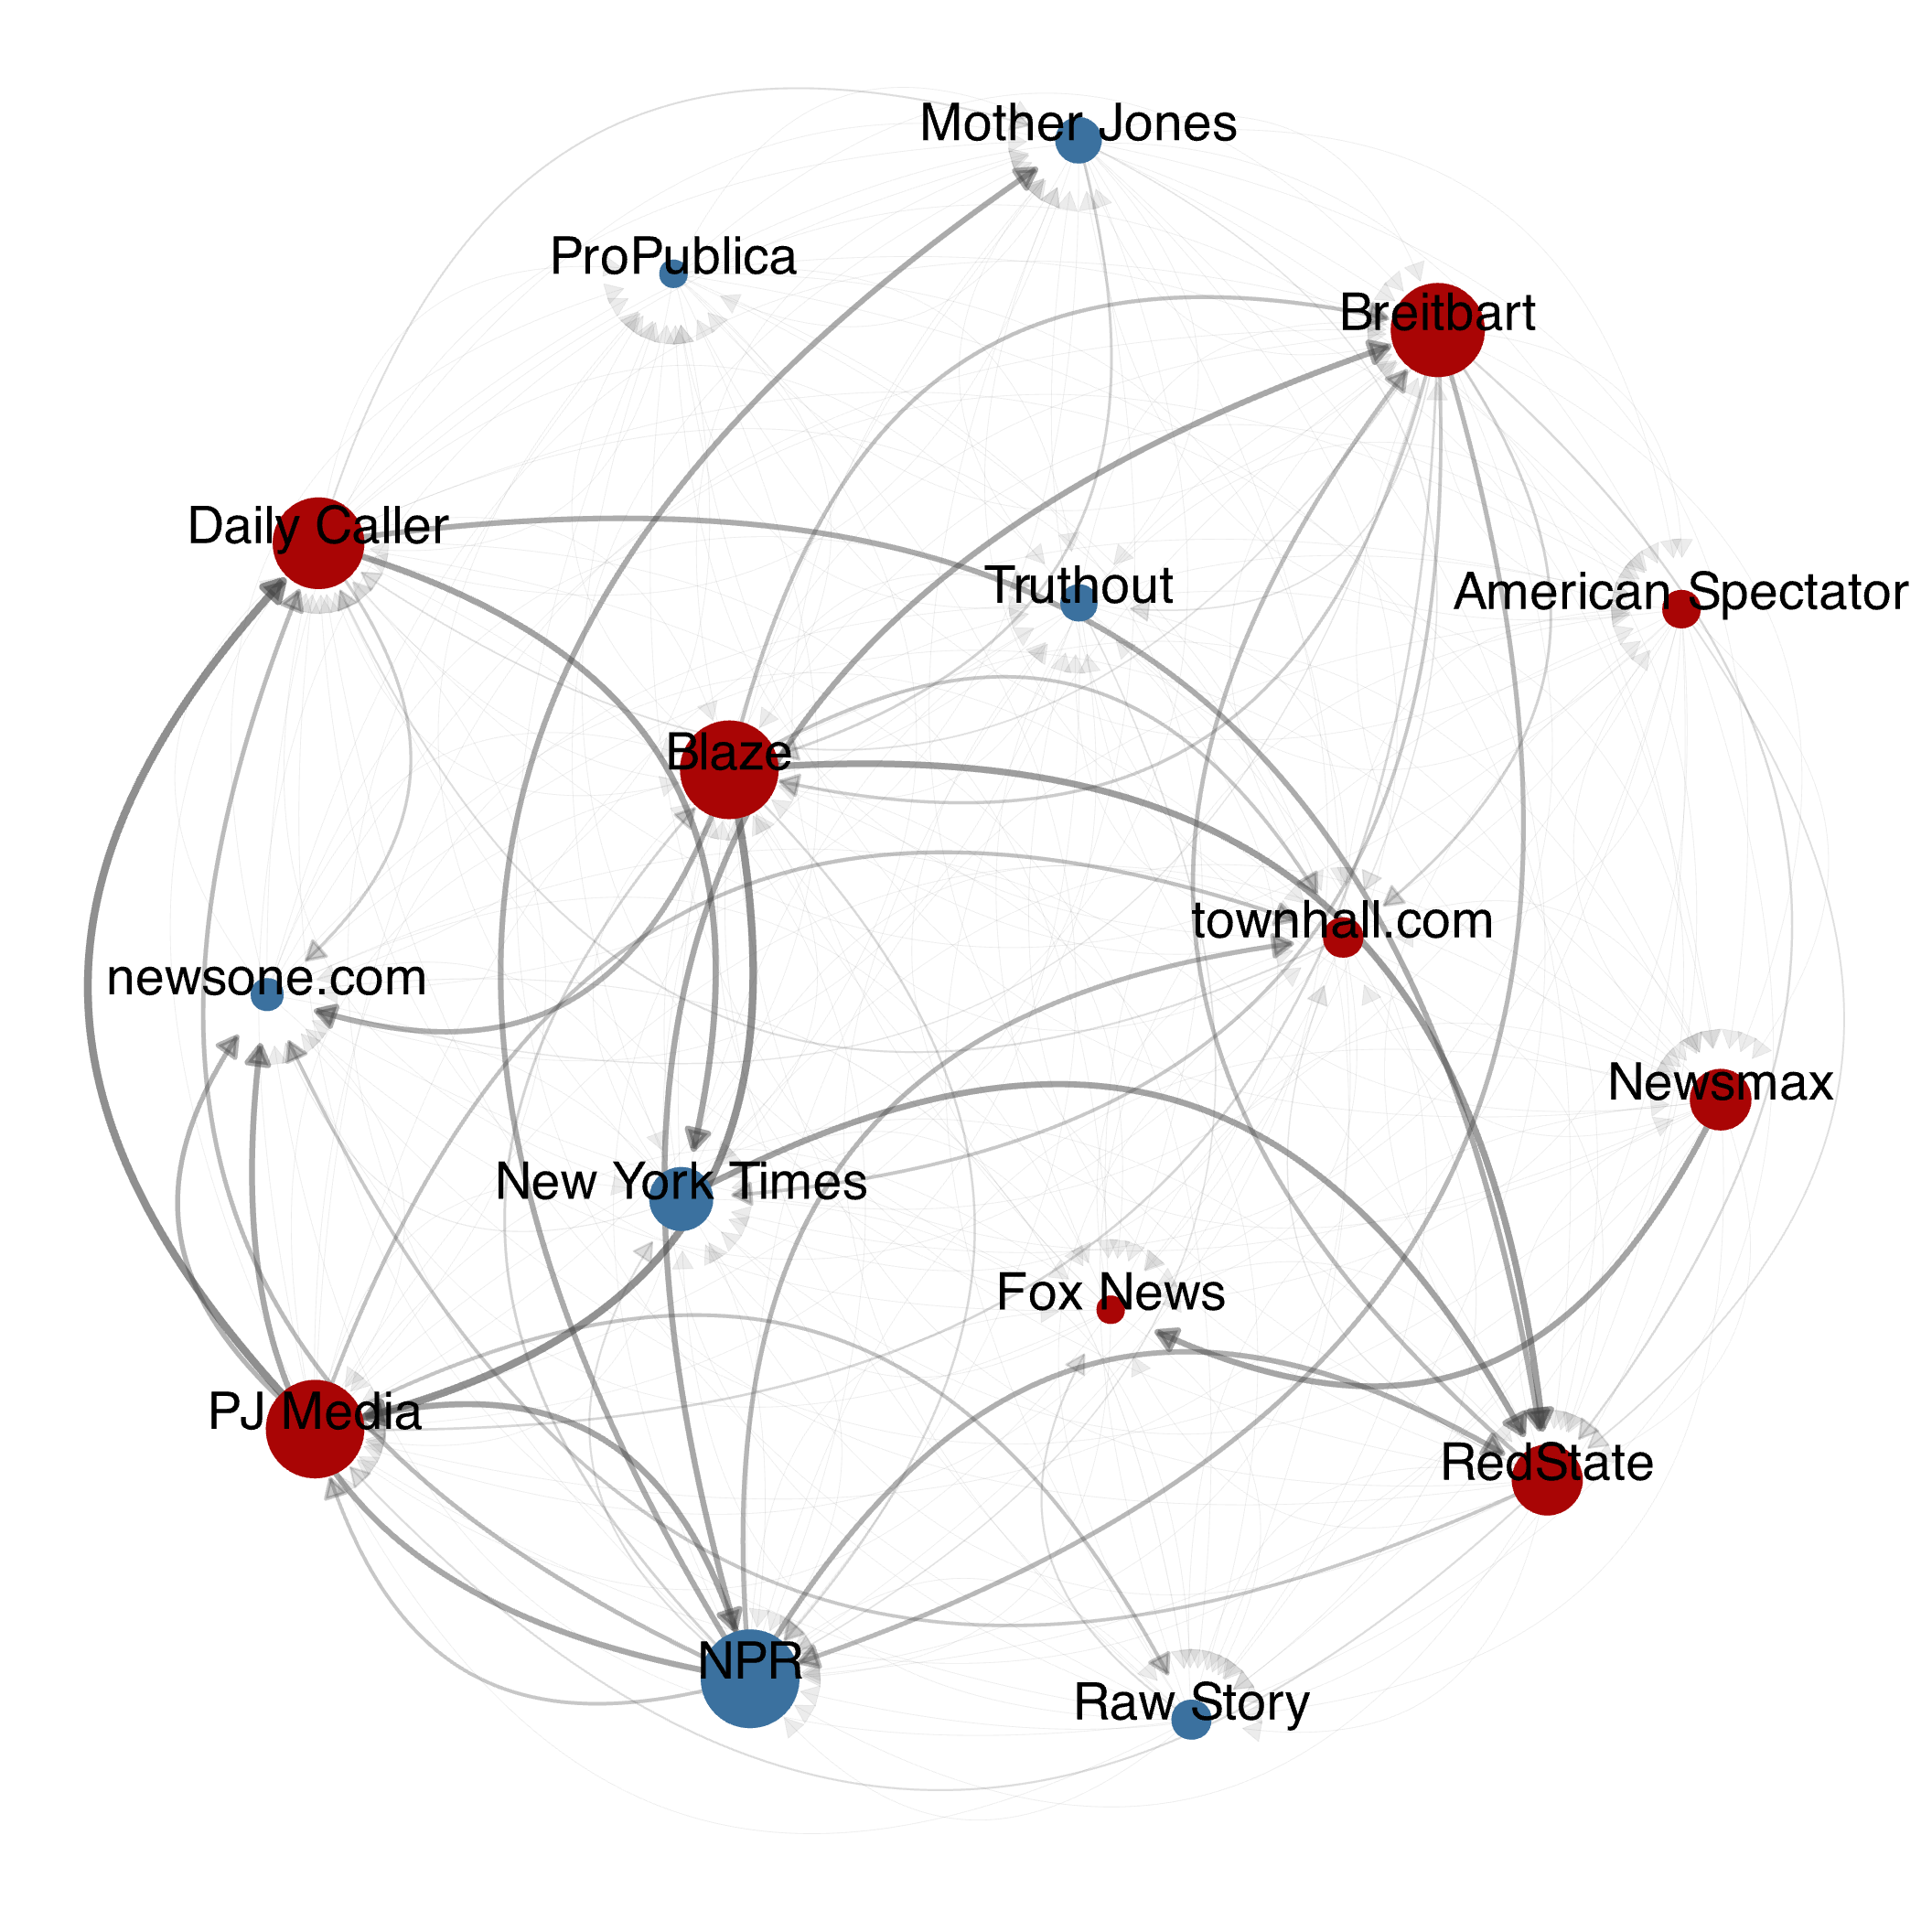 Mother Jones
ProPublica
Breitbart
Daily Caller
Truthout
American Spectator
Blaze
townhall.com
newsone.com
Newsmax
New York Times
Fox News
PJ Media
RedState
NPR
Raw Story